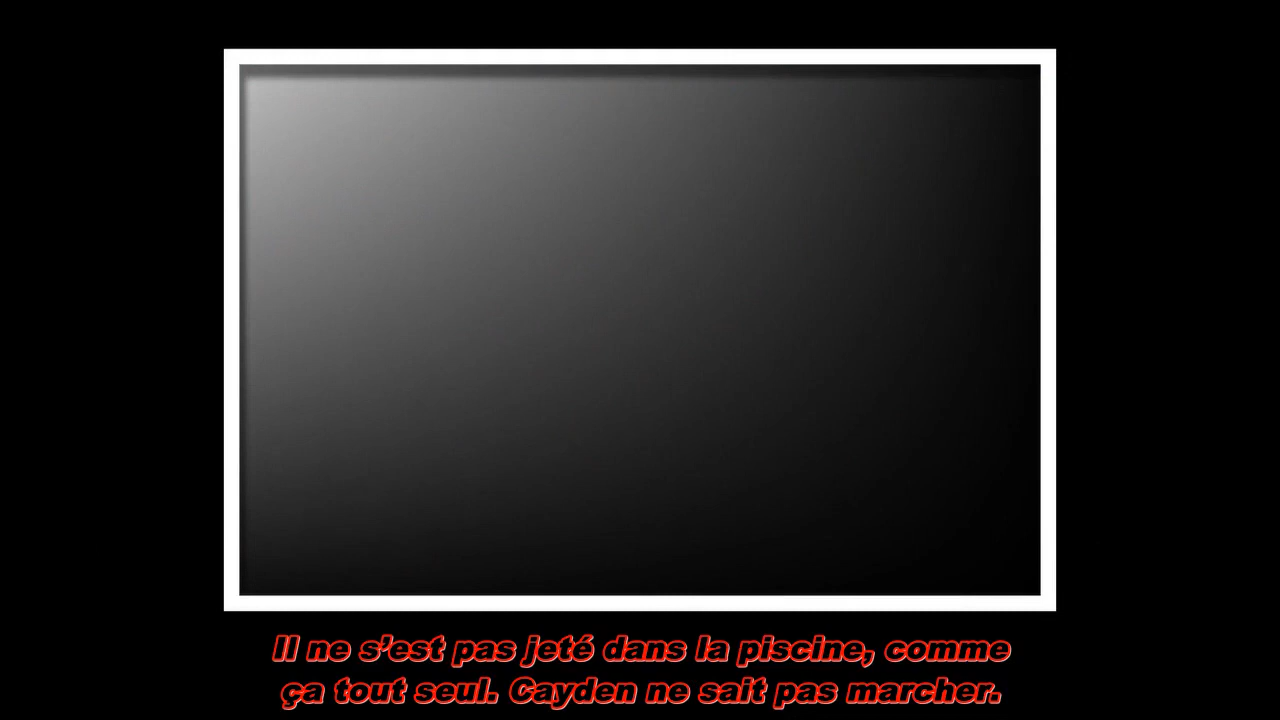 Il ne s’est pas jeté dans la piscine, comme
ça tout seul. Cayden ne sait pas marcher.